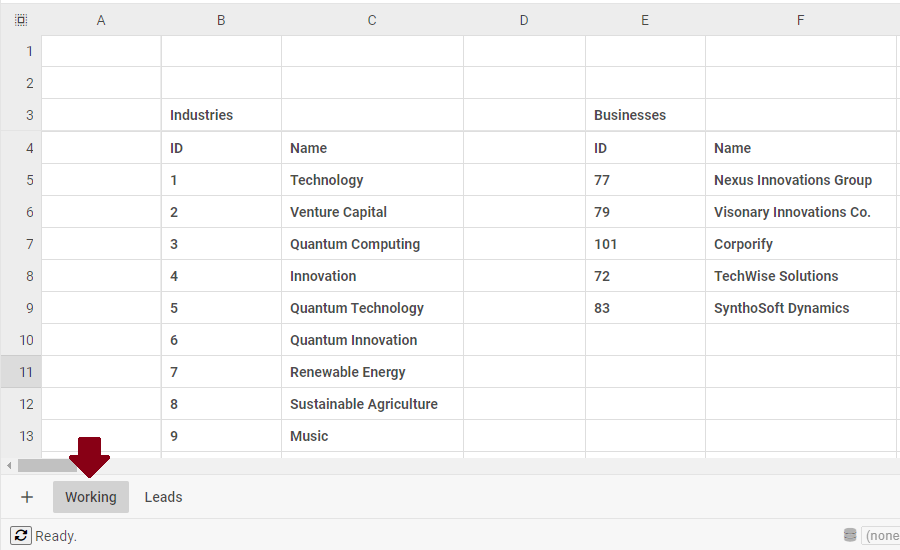 A B C D E F
1
2
3 Industries Businesses
4 ID Name ID Name
5 1 Technology 77 Nexus Innovations Group
6 2 Venture Capital 79 Visonary Innovations Co.
7 3 Quantum Computing 101 Corporify
8 4 Innovation 72 TechWise Solutions
9 5 Quantum Technology 83 SynthoSoft Dynamics
10 6 Quantum Innovation
11 7 Renewable Energy
12 8 Sustainable Agriculture
13 9 Music
+ Working Leads
Ready. (none